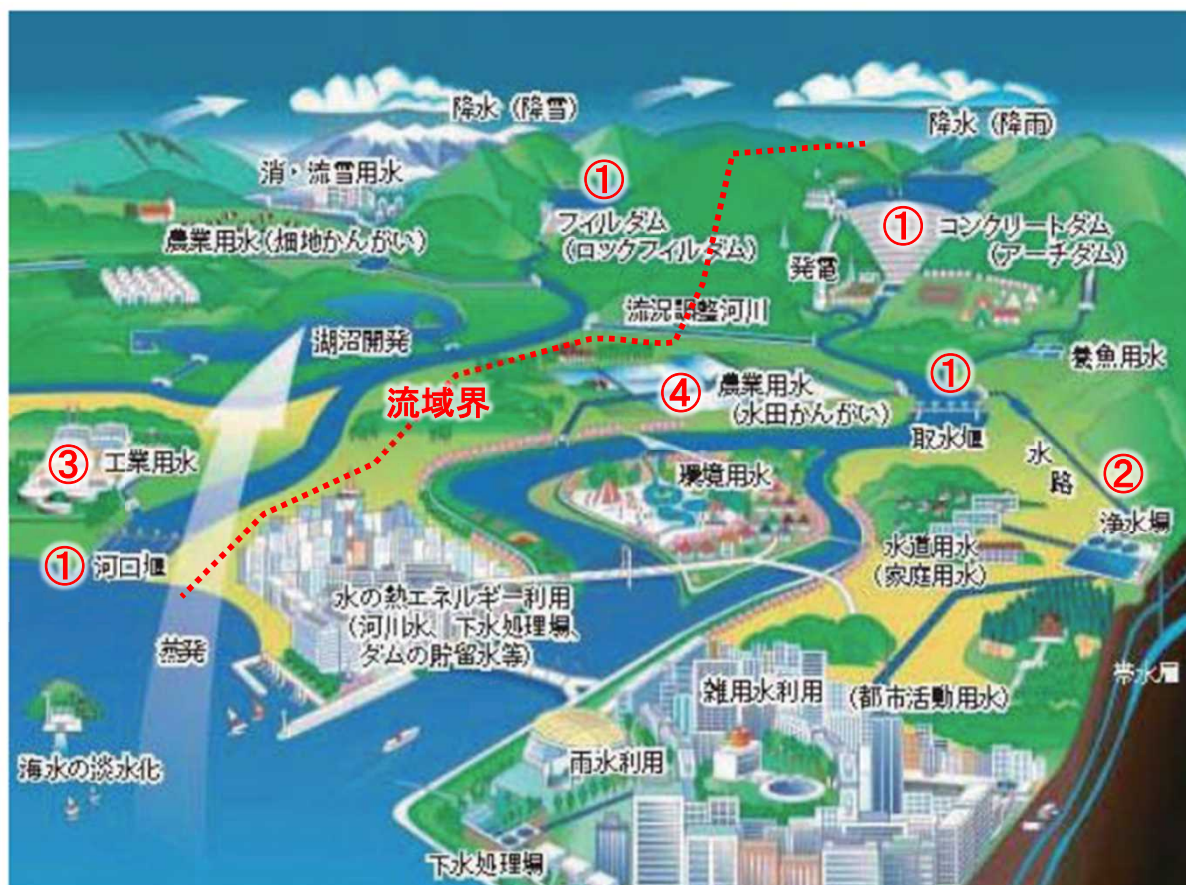 降水(降雪)
降水(降雨)
消・流雪用水
①
フィルダム
(ロックフィルダム)
①
コンクリートダム
(アーチダム)
農業用水(畑地かんがい)
発電
流況調整河川
湖沼開発
養魚用水
①
④
農業用水
(水田かんがい)
流域界
取水堰
③
工業用水
環境用水
水
路
②
浄水場
①
河口堰
水道用水
(家庭用水)
水の熱エネルギー利用
(河川水、下水処理場、
ダムの貯留水等)
蒸発
帯水層
雑用水利用
(都市活動用水)
雨水利用
海水の淡水化
下水処理場